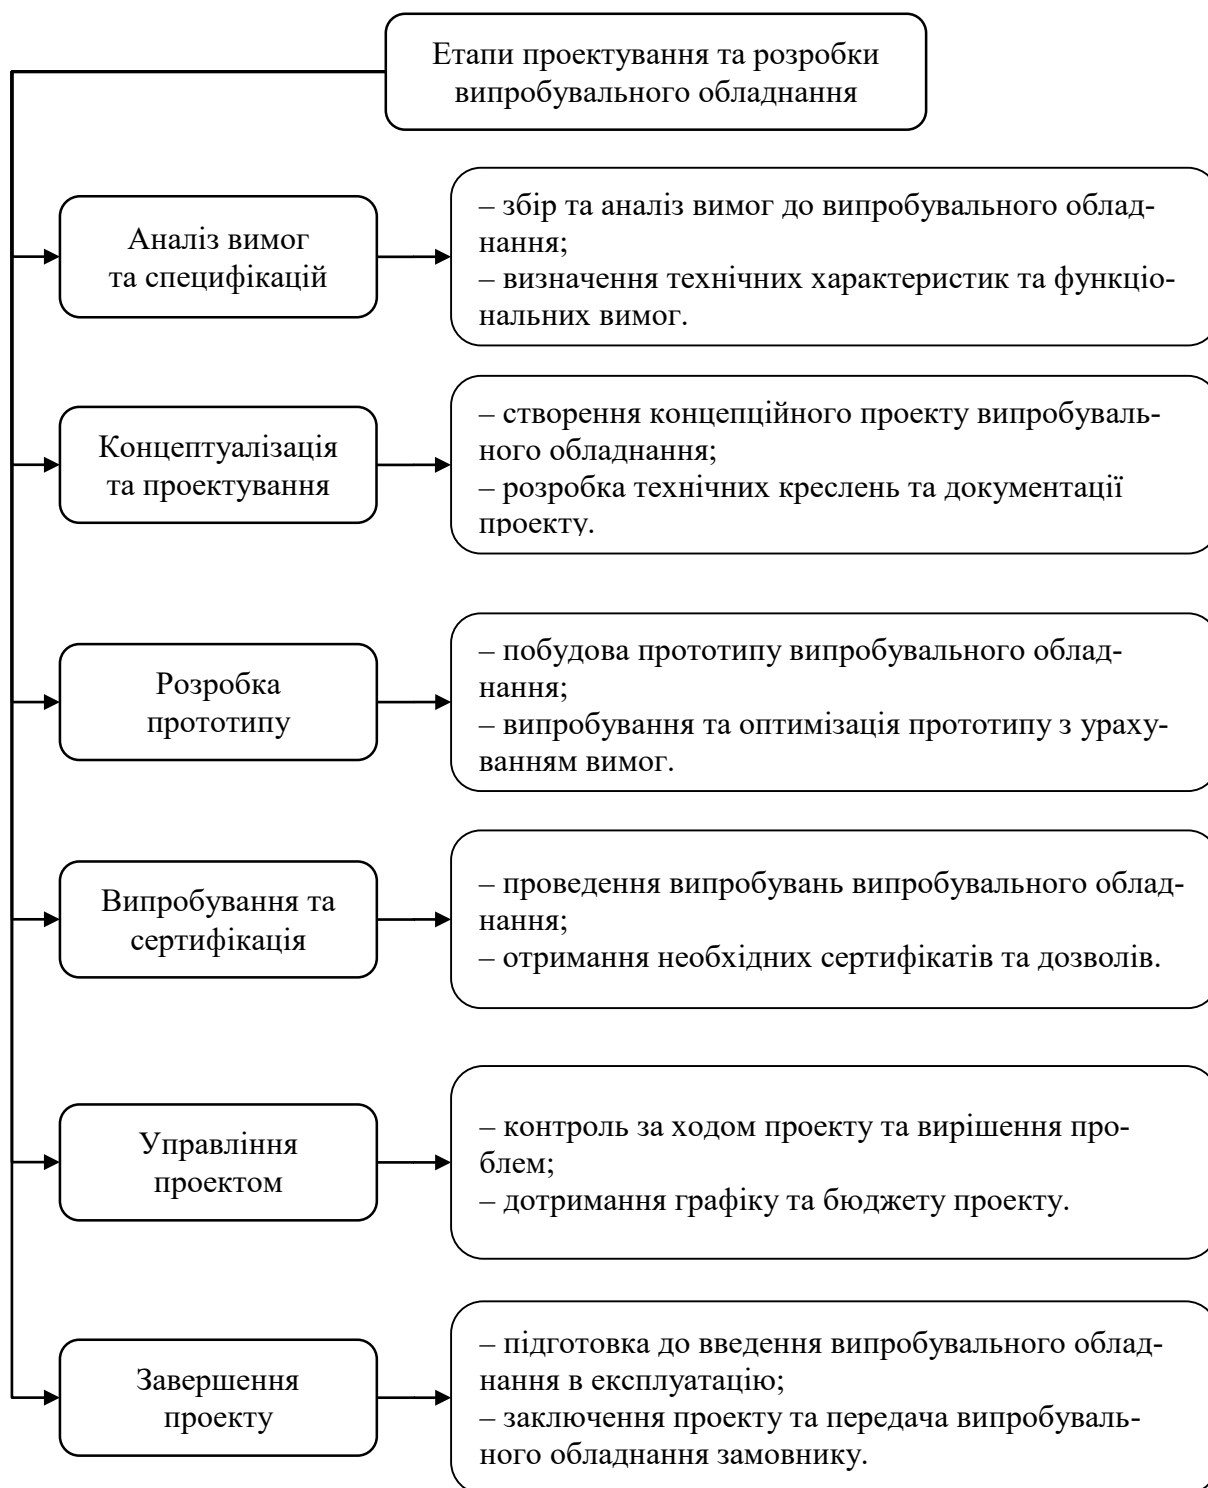 Етапи проектування та розробки
випробувального обладнання
Аналіз вимог
та специфікацій
– збір та аналіз вимог до випробувального облад-
нання;
– визначення технічних характеристик та функціо-
нальних вимог.
Концептуалізація
та проектування
– створення концепційного проекту випробуваль-
ного обладнання;
– розробка технічних креслень та документації
проекту.
Розробка
прототипу
– побудова прототипу випробувального облад-
нання;
– випробування та оптимізація прототипу з ураху-
ванням вимог.
Випробування та
сертифікація
– проведення випробувань випробувального облад-
нання;
– отримання необхідних сертифікатів та дозволів.
Управління
проектом
– контроль за ходом проекту та вирішення про-
блем;
– дотримання графіку та бюджету проекту.
Завершення
проекту
– підготовка до введення випробувального облад-
нання в експлуатацію;
– заключення проекту та передача випробуваль-
ного обладнання замовнику.